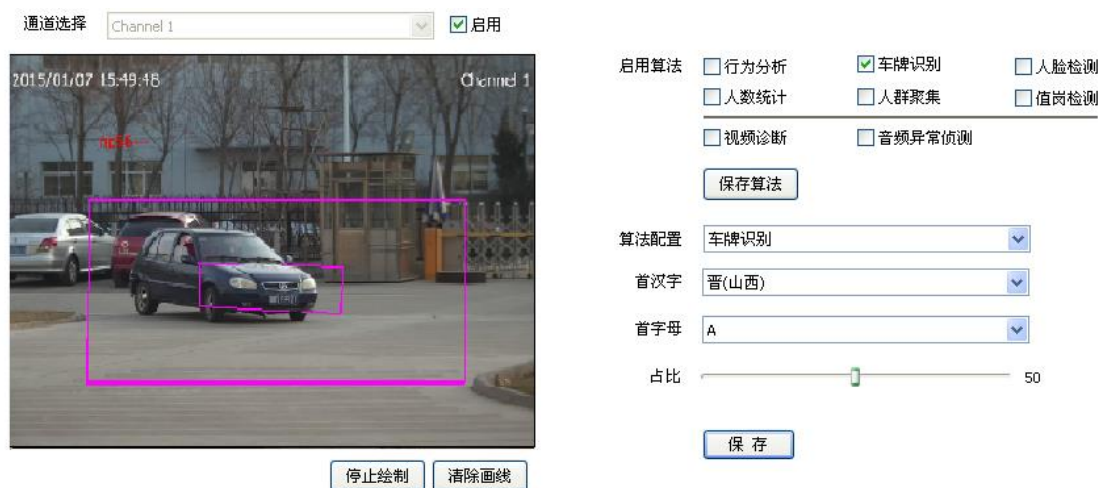 通道选择 Channel 1 启用
2015/01/07 15:49:48 Channel 1
停止绘制 清除画线
启用算法 行为分析 车牌识别 人脸检测
人数统计 人群聚集 值岗检测
视频诊断 音频异常侦测
保存算法
算法配置 车牌识别
首汉字 晋(山西)
首字母 A
占比 50
保 存